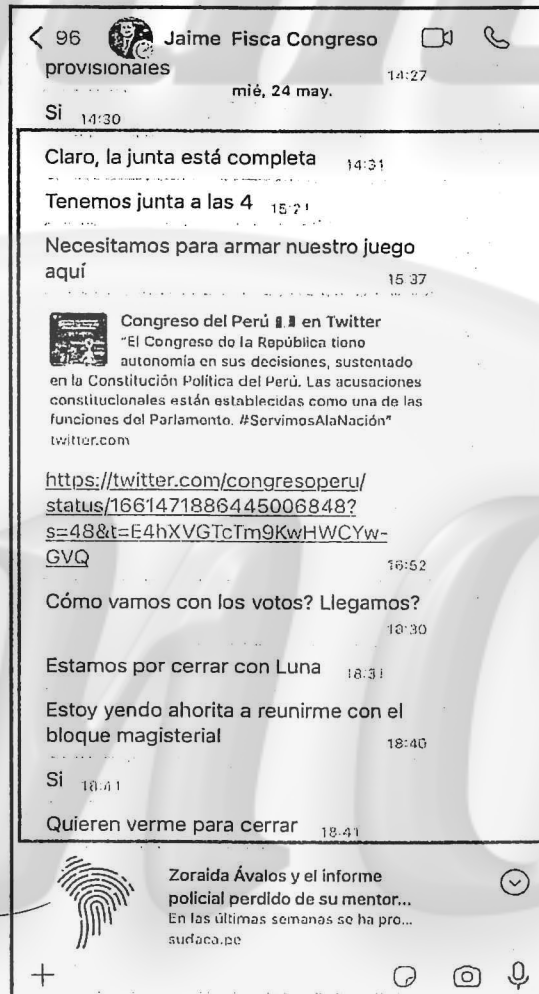 96 Jaime Fisca Congreso
provisionales 14:27
mié, 24 may.
Si 14:30
Claro, la junta está completa 14:31
Tenemos junta a las 4 15:21
Necesitamos para armar nuestro juego
aquí 15:37
Congreso del Perú en Twitter
"El Congreso de la República tiene
autonomía en sus decisiones, sustentado
en la Constitución Política del Perú. Las acusaciones
constitucionales están establecidas como una de las
funciones del Parlamento. #ServimosAlaNación"
twitter.com
https://twitter.com/congresoperu/
status/1661471886445006848?
s=48&t=E4hXVGTcTm9KwHWCYw-
GVQ 16:52
Cómo vamos con los votos? Llegamos?
18:30
Estamos por cerrar con Luna 18:31
Estoy yendo ahorita a reunirme con el
bloque magisterial 18:40
Si 18:41
Quieren verme para cerrar 18:41
Zoraida Ávalos y el informe
policial perdido de su mentor...
En las últimas semanas se ha pro...
sudaca.pe